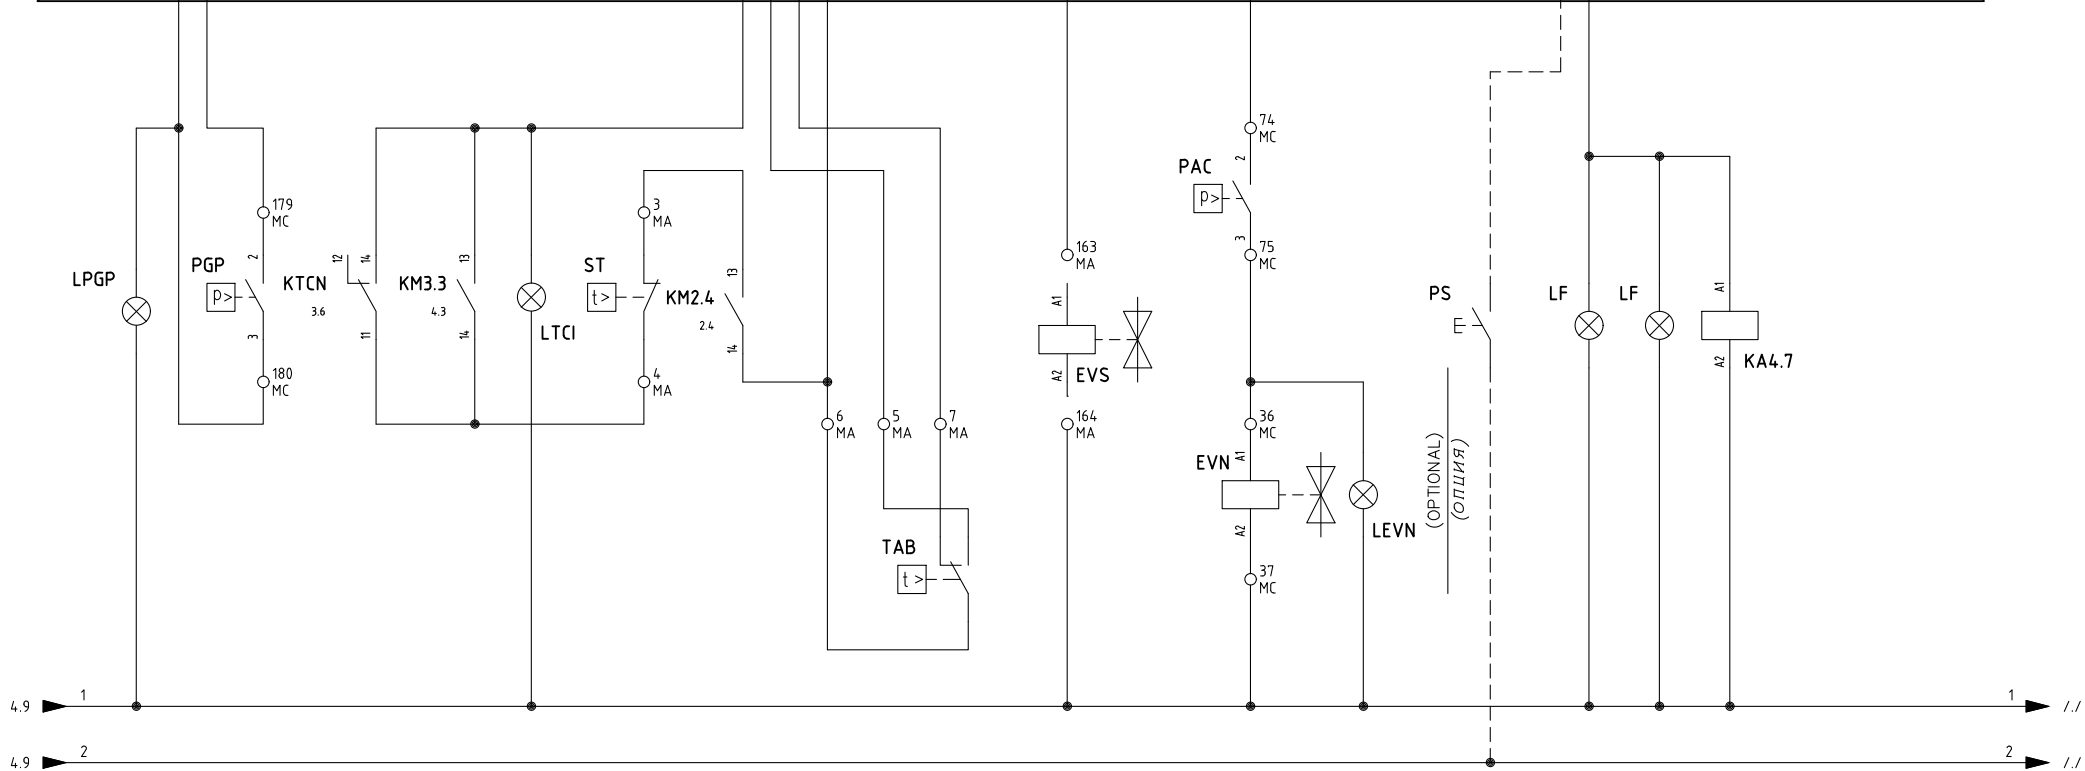 74
MC
2
PAC
p>
3
75
MC
179
MC
3
MA
163
MA
2
PGP
p>
3
180
MC
LPGP
12
14
KTCN
3.6
11
13
KM3.3
4.3
14
LTCI
ST
t>
4
MA
13
KM2.4
2.4
14
6
MA
5
MA
7
MA
TAB
t>
A1
A2
EVS
164
MA
36
MC
A1
EVN
A2
37
MC
LEVN
PS
E
(OPTIONAL)
(ОПЦИЯ)
LF
LF
A1
A2
KA4.7
4.9
1
1
/./
4.9
2
2
/./